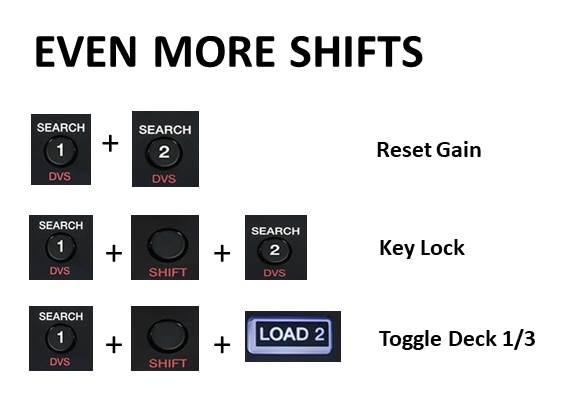 EVEN MORE SHIFTS
SEARCH 1 DVS + SEARCH 2 DVS Reset Gain
SEARCH 1 DVS + SHIFT + SEARCH 2 DVS Key Lock
SEARCH 1 DVS + SHIFT + LOAD 2 Toggle Deck 1/3